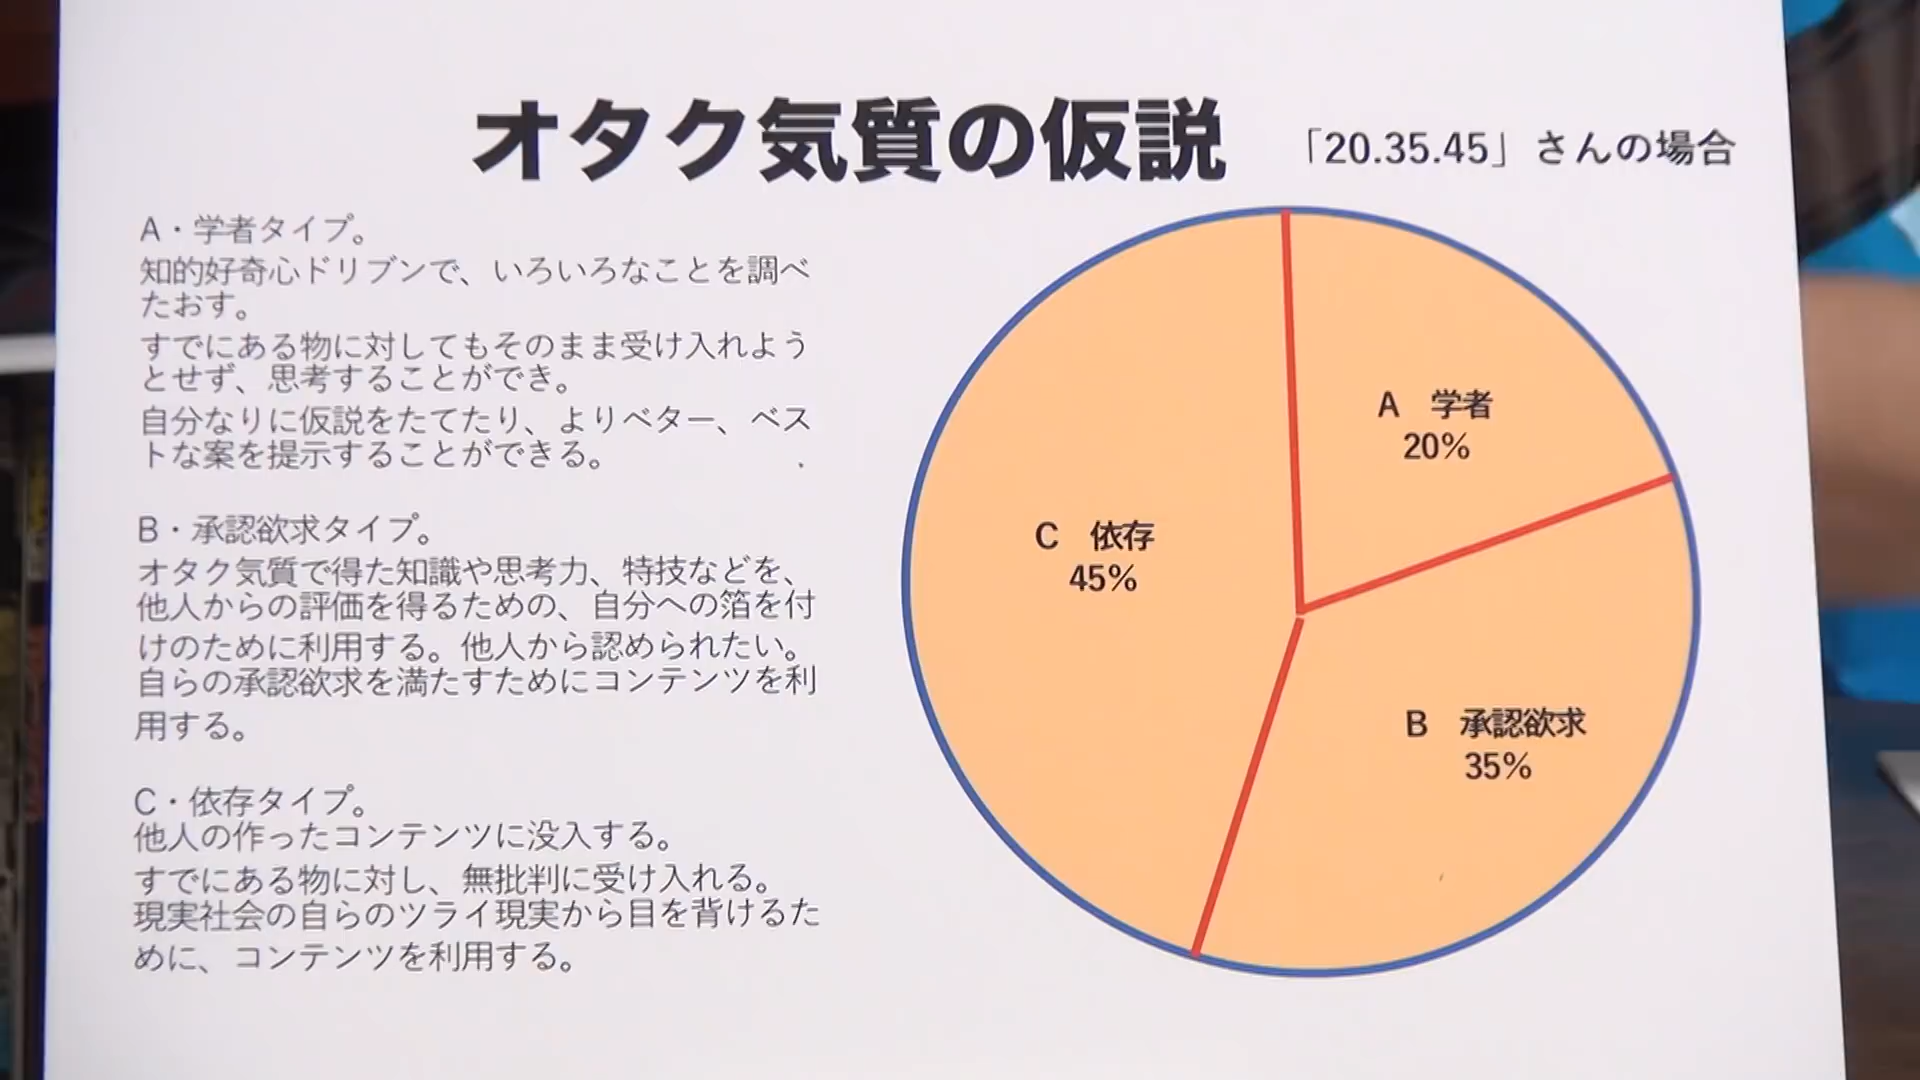 オタク気質の仮説 「20.35.45」さんの場合
A・学者タイプ。
知的好奇心ドリブンで、いろいろなことを調べ
たおす。
すでにある物に対してもそのまま受け入れよう
とせず、思考することができ。
自分なりに仮説をたてたり、よりベター、ベス
トな案を提示することができる。
B・承認欲求タイプ。
オタク気質で得た知識や思考力、特技などを、
他人からの評価を得るための、自分への箔を付
けのために利用する。他人から認められたい。
自らの承認欲求を満たすためにコンテンツを利
用する。
C・依存タイプ。
他人の作ったコンテンツに没入する。
すでにある物に対し、無批判に受け入れる。
現実社会の自らのツライ現実から目を背けるた
めに、コンテンツを利用する。
A 学者
20%
C 依存
45%
B 承認欲求
35%